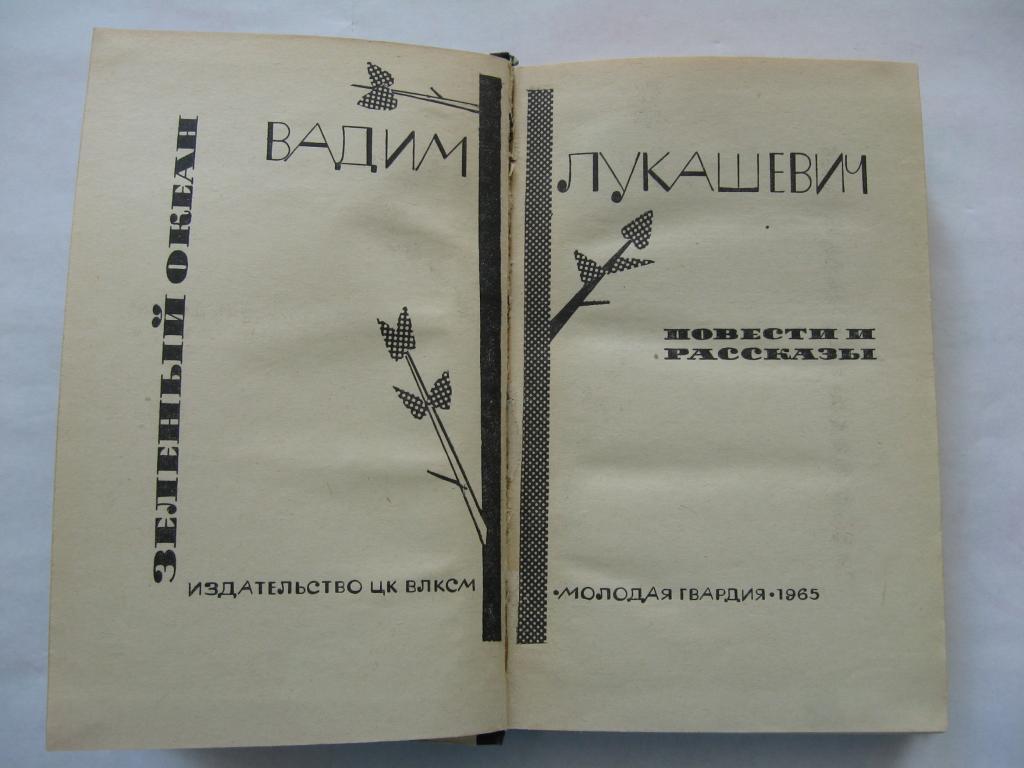 ЗЕЛЕНЫЙ ОКЕАН
ВАДИМ ЛУКАШЕВИЧ
ПОВЕСТИ И
РАССКАЗЫ
ИЗДАТЕЛЬСТВО ЦК ВЛКСМ •МОЛОДАЯ ГВАРДИЯ•1965